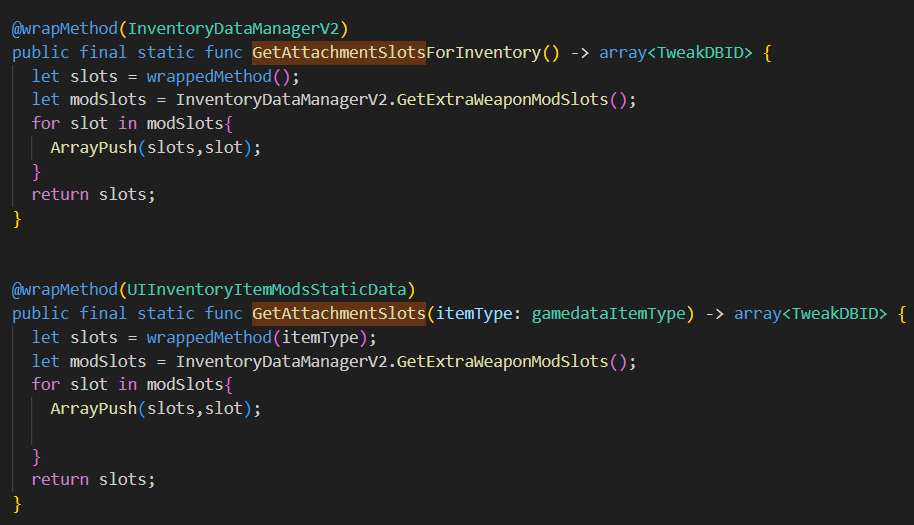 @wrapMethod(InventoryDataManagerV2)
public final static func GetAttachmentSlotsForInventory() -> array<TweakDBID> {
  let slots = wrappedMethod();
  let modSlots = InventoryDataManagerV2.GetExtraWeaponModSlots();
  for slot in modSlots{
    ArrayPush(slots,slot);
  }
  return slots;
}
@wrapMethod(UIInventoryItemModsStaticData)
public final static func GetAttachmentSlots(itemType: gamedataItemType) -> array<TweakDBID> {
  let slots = wrappedMethod(itemType);
  let modSlots = InventoryDataManagerV2.GetExtraWeaponModSlots();
  for slot in modSlots{
    ArrayPush(slots,slot);
  }
  return slots;
}